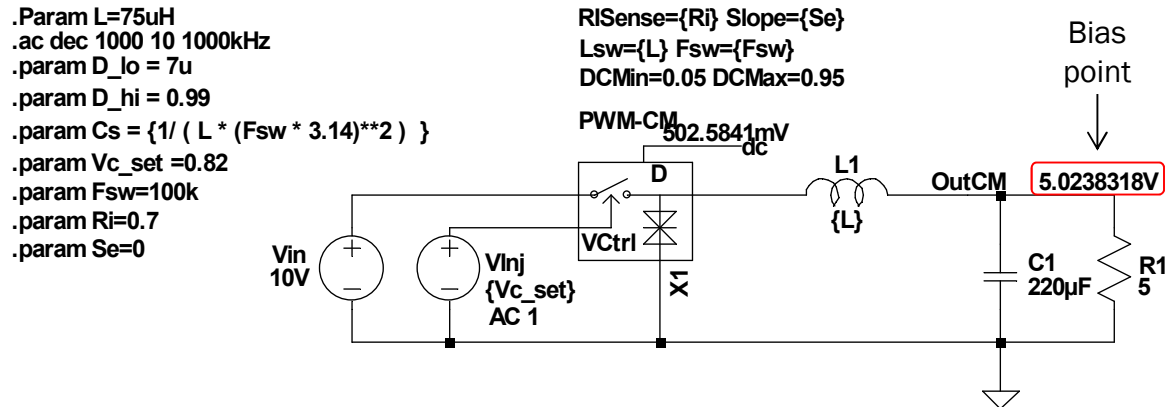 .Param L=75uH
.ac dec 1000 10 1000kHz
.param D_lo = 7u
.param D_hi = 0.99
.param Cs = {1/ ( L * (Fsw * 3.14)**2 )  }
.param Vc_set =0.82
.param Fsw=100k
.param Ri=0.7
.param Se=0
RISense={Ri} Slope={Se}
Lsw={L} Fsw={Fsw}
DCMin=0.05 DCMax=0.95
PWM-CM
502.5841mV
dc
D
VCtrl
X1
Vin
10V
VInj
{Vc_set}
AC 1
L1
{L}
OutCM
Bias
point
5.0238318V
C1
220µF
R1
5